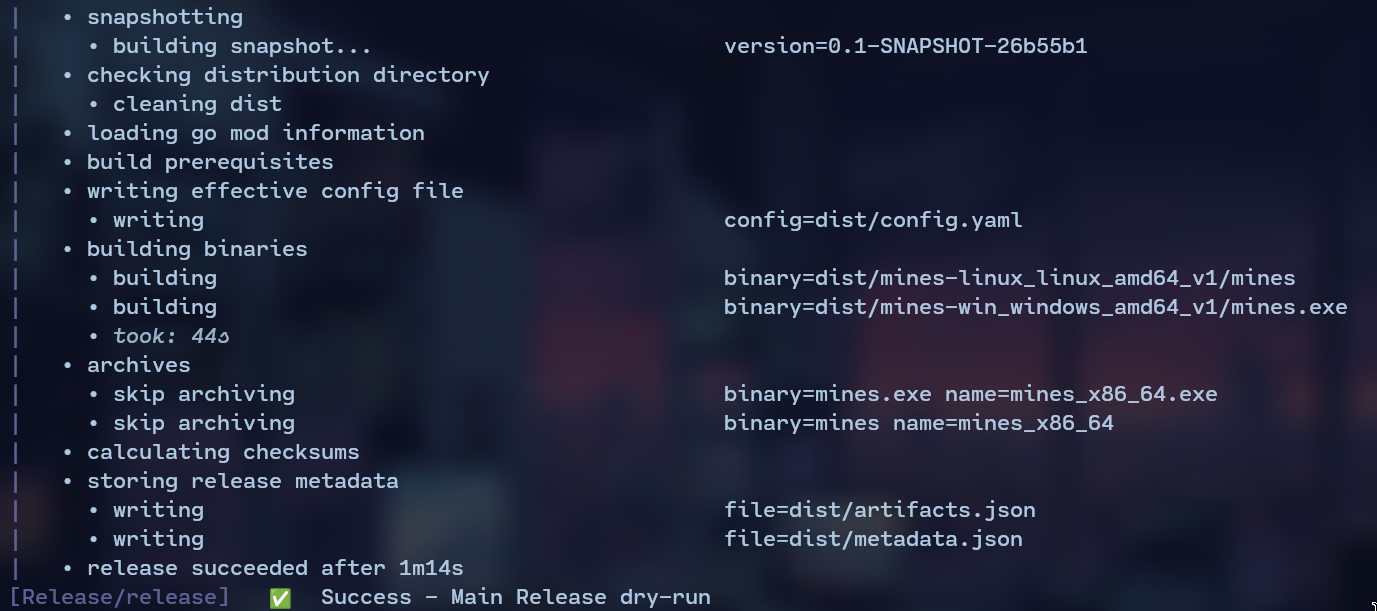 | • snapshotting
| • building snapshot... version=0.1-SNAPSHOT-26b55b1
| • checking distribution directory
| • cleaning dist
| • loading go mod information
| • build prerequisites
| • writing effective config file
| • writing config=dist/config.yaml
| • building binaries
| • building binary=dist/mines-linux_linux_amd64_v1/mines
| • building binary=dist/mines-win_windows_amd64_v1/mines.exe
| • took: 44s
| • archives
| • skip archiving binary=mines.exe name=mines_x86_64.exe
| • skip archiving binary=mines name=mines_x86_64
| • calculating checksums
| • storing release metadata
| • writing file=dist/artifacts.json
| • writing file=dist/metadata.json
| • release succeeded after 1m14s
[Release/release] ✅ Success - Main Release dry-run